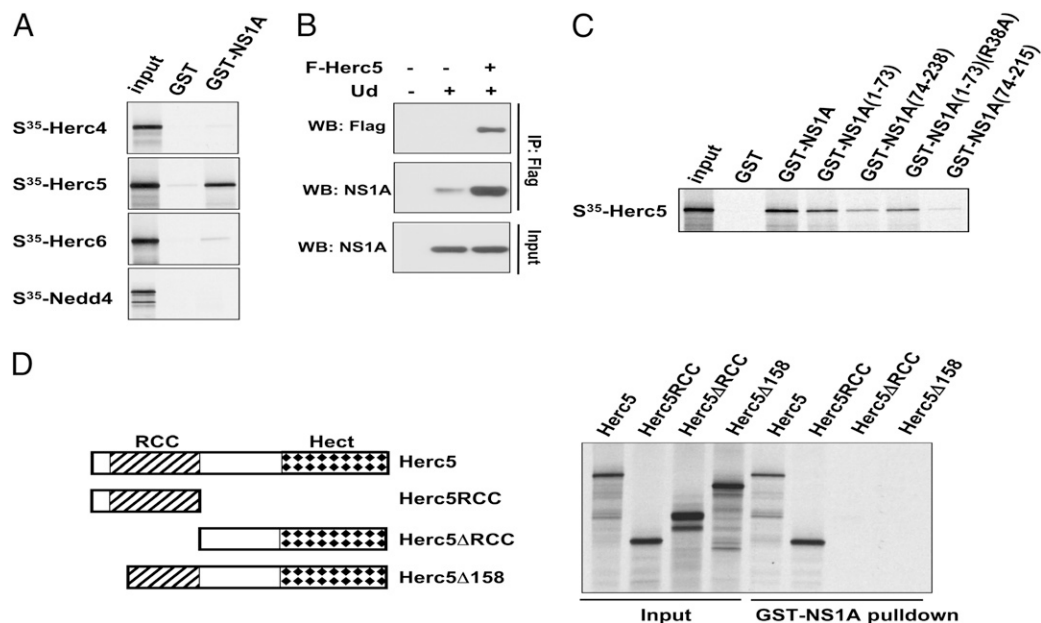 A
input
GST
GST-NS1A
S³⁵-Herc4
S³⁵-Herc5
S³⁵-Herc6
S³⁵-Nedd4
B
F-Herc5 - - +
Ud - + +
WB: Flag
WB: NS1A
IP: Flag
WB: NS1A
Input
C
input
GST
GST-NS1A
GST-NS1A(1-73)
GST-NS1A(74-238)
GST-NS1A(1-73)(R38A)
GST-NS1A(74-215)
S³⁵-Herc5
D
RCC Hect
Herc5
Herc5RCC
Herc5ΔRCC
Herc5Δ158
Herc5
Herc5RCC
Herc5ΔRCC
Herc5Δ158
Herc5
Herc5RCC
Herc5ΔRCC
Herc5Δ158
Input GST-NS1A pulldown